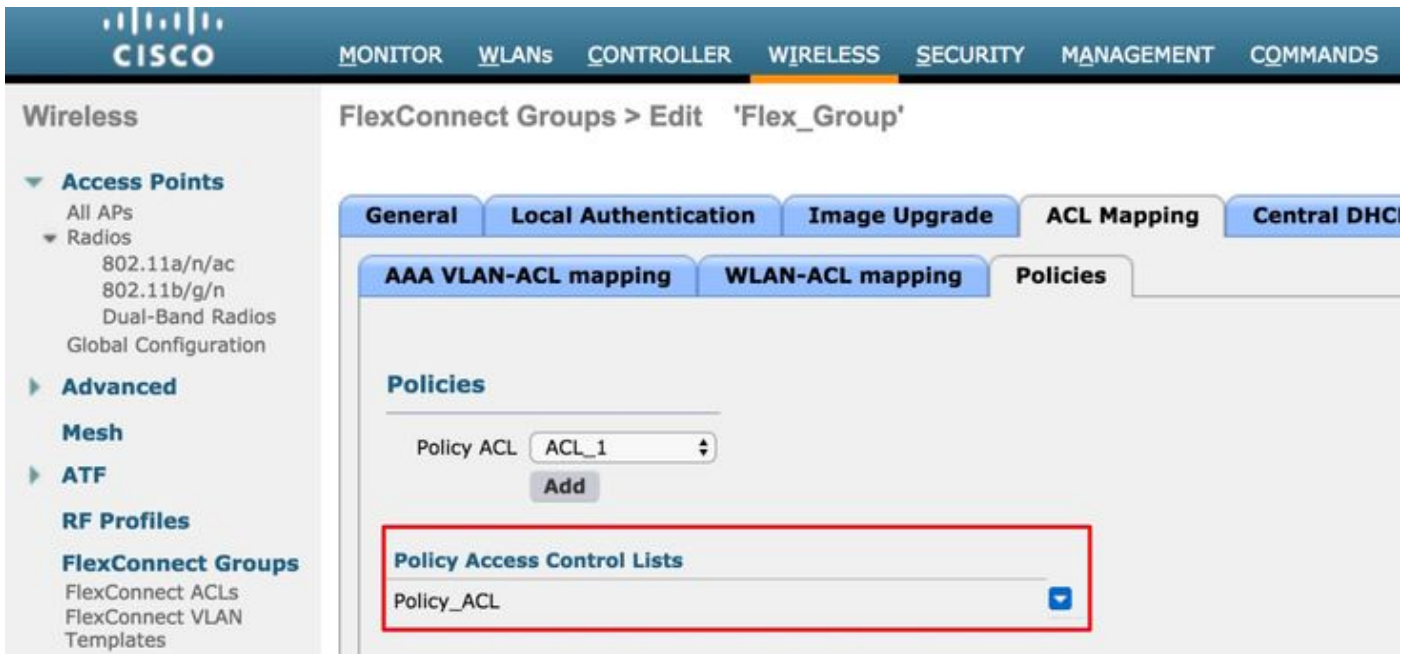 CISCO
MONITOR WLANs CONTROLLER WIRELESS SECURITY MANAGEMENT COMMANDS
Wireless
Access Points
All APs
Radios
802.11a/n/ac
802.11b/g/n
Dual-Band Radios
Global Configuration
Advanced
Mesh
ATF
RF Profiles
FlexConnect Groups
FlexConnect ACLs
FlexConnect VLAN
Templates
FlexConnect Groups > Edit 'Flex_Group'
General Local Authentication Image Upgrade ACL Mapping Central DHC
AAA VLAN-ACL mapping WLAN-ACL mapping Policies
Policies
Policy ACL ACL_1
Add
Policy Access Control Lists
Policy_ACL